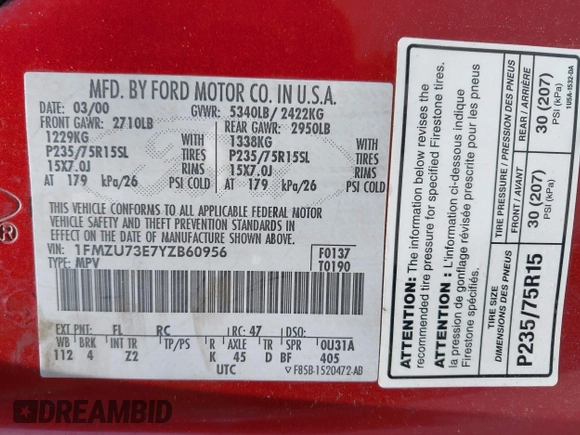 MFD. BY FORD MOTOR CO. IN U.S.A.
DATE: 03/00 GVWR: 5340LB/ 2422KG
FRONT GAWR: 2710LB REAR GAWR: 2950LB
1229KG WITH 1338KG WITH
P235/75R15SL TIRES P235/75R15SL TIRES
15X7.0J RIMS 15X7.0J RIMS
AT 179 kPa/26 PSI COLD AT 179 kPa/26 PSI COLD
THIS VEHICLE CONFORMS TO ALL APPLICABLE FEDERAL MOTOR
VEHICLE SAFETY AND THEFT PREVENTION STANDARDS IN
EFFECT ON THE DATE OF MANUFACTURE SHOWN ABOVE.
VIN: 1FMZU73E7YZB60956 F0137
TYPE: MPV T0190
EXT PNT: FL RC: RC: 47 DSO:
WB BRK INT TR TP/PS R AXLE TR SPR 0U31A
112 4 Z2 K 45 D BF 405
UTC ▽ F85B-1520472-AB
ATTENTION: The information below revises the
recommended tire pressure for specified Firestone tires.
ATTENTION: L'information ci-dessous indique
la pression de gonflage révisée prescrite pour les pneus
Firestone spécifiés.
TIRE SIZE
DIMENSIONS DES PNEUS
P235/75R15
TIRE PRESSURE / PRESSION DES PNEUS
FRONT / AVANT REAR / ARRIÈRE
30 (207) 30 (207)
PSI (kPa) PSI (kPa)
1U5A-1532-DA
®
DREAMBID